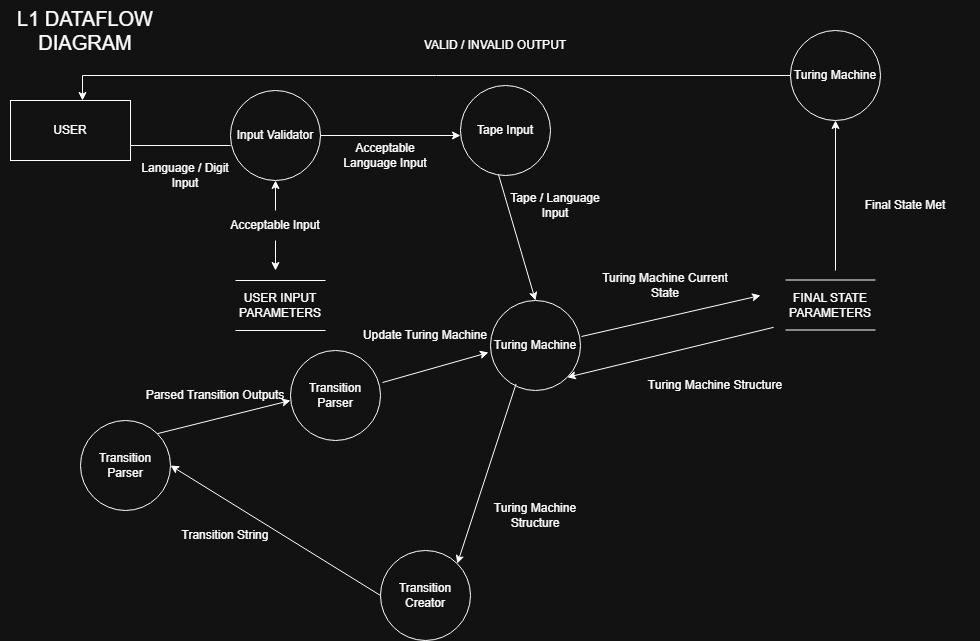 L1 DATAFLOW
DIAGRAM
VALID / INVALID OUTPUT
Turing Machine
USER
Input Validator
Tape Input
Language / Digit
Input
Acceptable
Language Input
Tape / Language
Input
Final State Met
Acceptable Input
USER INPUT
PARAMETERS
Turing Machine Current
State
FINAL STATE
PARAMETERS
Update Turing Machine
Turing Machine
Turing Machine Structure
Parsed Transition Outputs
Transition
Parser
Transition
Parser
Turing Machine
Structure
Transition String
Transition
Creator